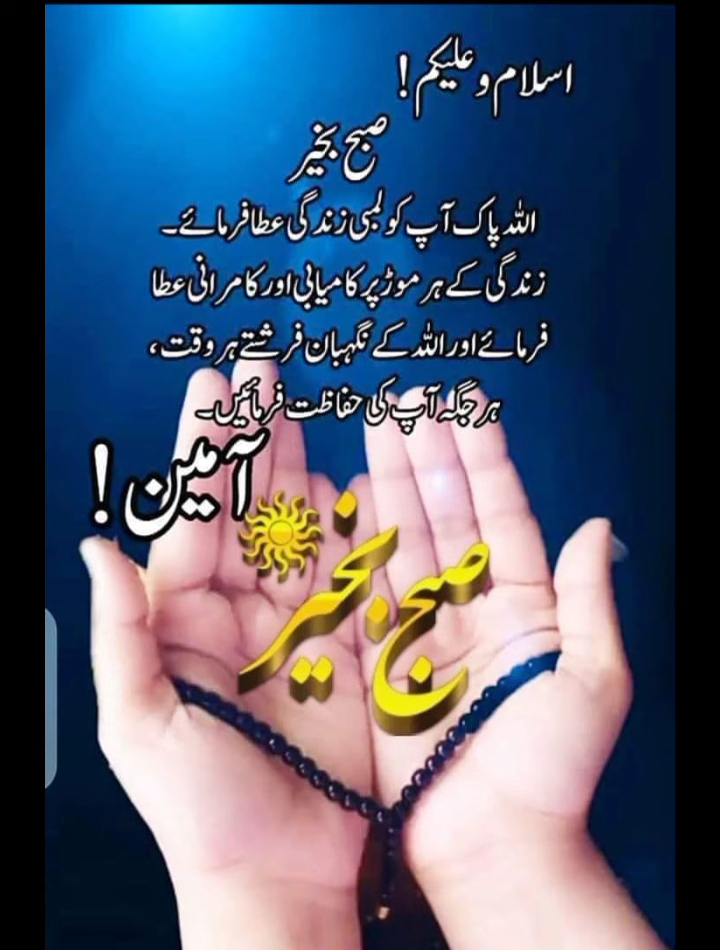 اسلام و علیکم!
صبح بخیر
اللہ پاک آپ کو لمبی زندگی عطا فرمائے۔
زندگی کے ہر موڑ پر کامیابی اور کامرانی عطا
فرمائے اور اللہ کے نگہبان فرشتے ہر وقت،
ہر جگہ آپ کی حفاظت فرمائیں۔
آمین!
صبح بخیر